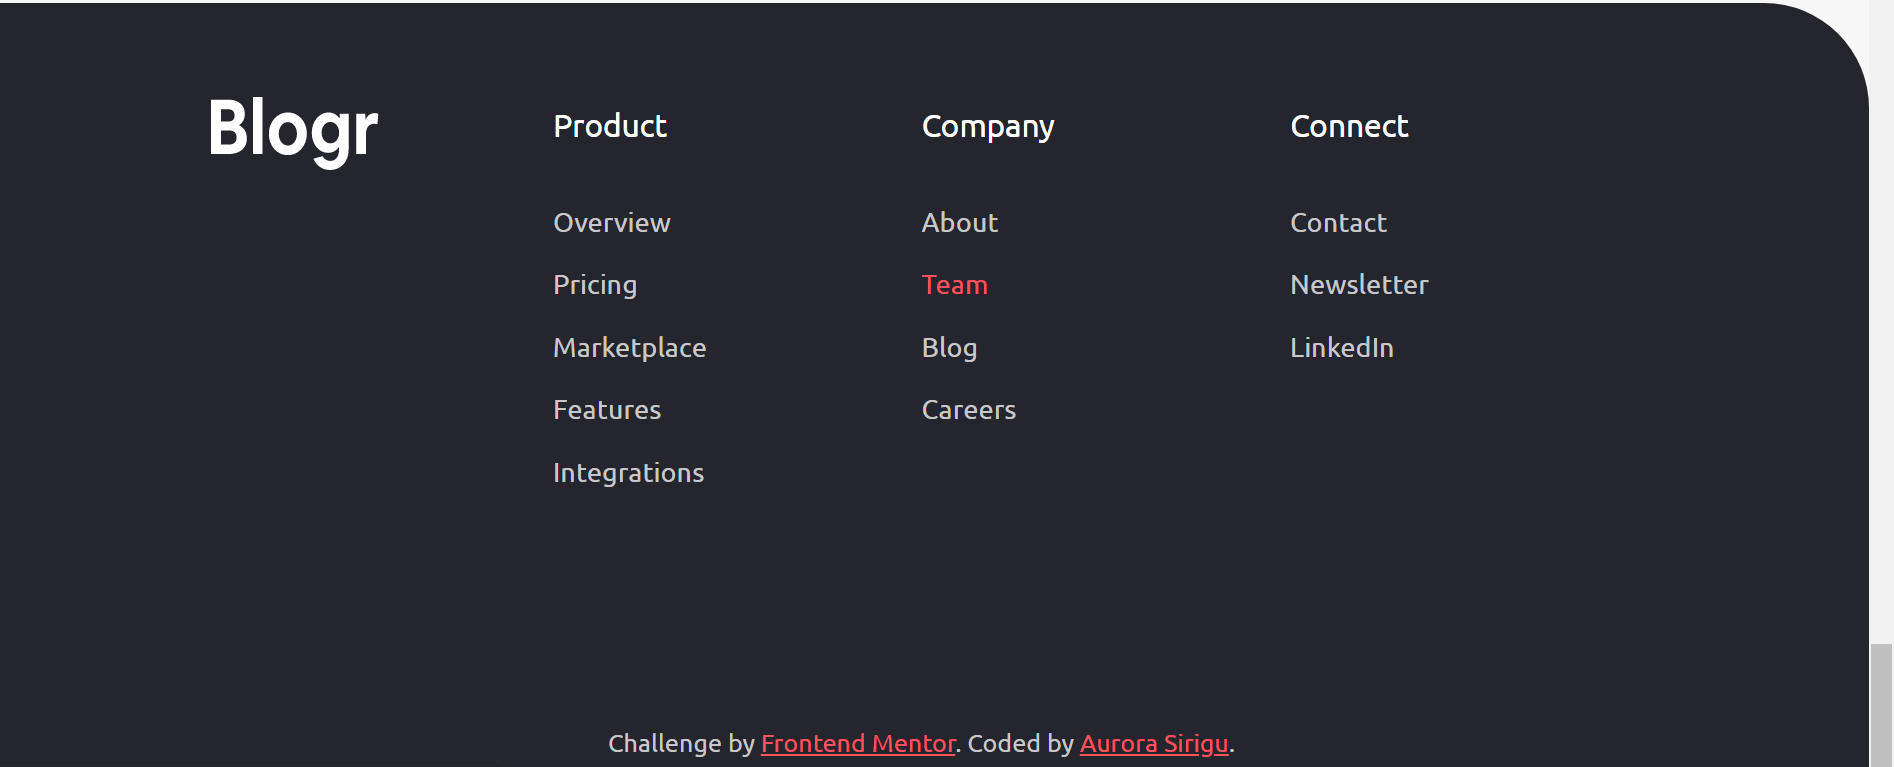 Blogr
Product
Overview
Pricing
Marketplace
Features
Integrations
Company
About
Team
Blog
Careers
Connect
Contact
Newsletter
LinkedIn
Challenge by Frontend Mentor. Coded by Aurora Sirigu.